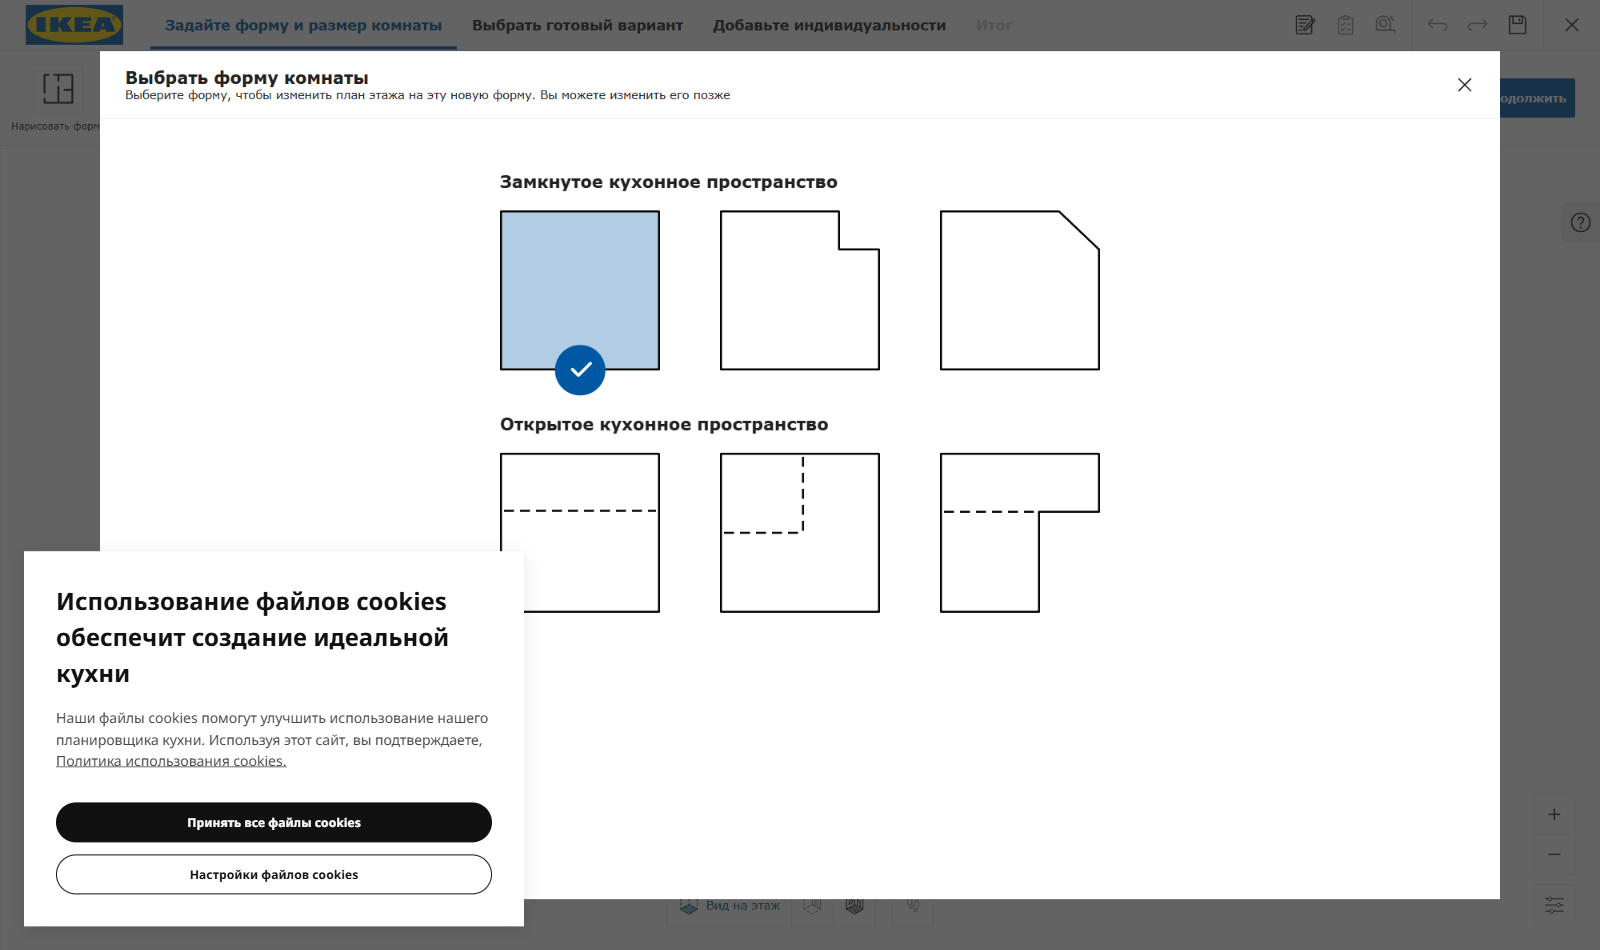 IKEA
Задайте форму и размер комнаты
Выбрать готовый вариант
Добавьте индивидуальности
Итог
Выбрать форму комнаты
Выберите форму, чтобы изменить план этажа на эту новую форму. Вы можете изменить его позже
Замкнутое кухонное пространство
Открытое кухонное пространство
Нарисовать форм
одолжить
Использование файлов cookies
обеспечит создание идеальной
кухни
Наши файлы cookies помогут улучшить использование нашего
планировщика кухни. Используя этот сайт, вы подтверждаете,
Политика использования cookies.
Принять все файлы cookies
Настройки файлов cookies
Вид на этаж